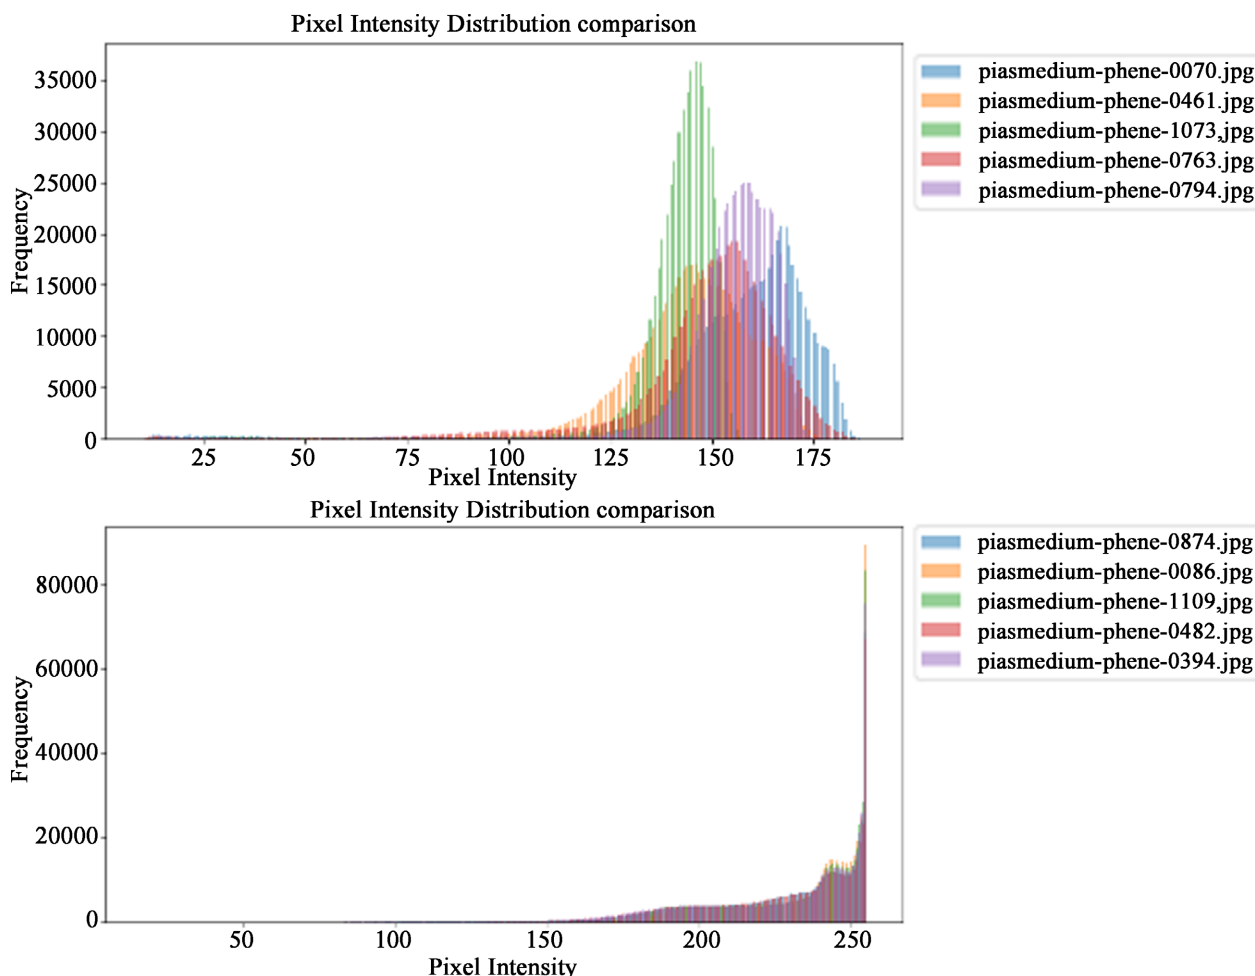 Pixel Intensity Distribution comparison
Frequency
35000
30000
25000
20000
15000
10000
5000
0
25 50 75 100 125 150 175
Pixel Intensity
piasmedium-phene-0070.jpg
piasmedium-phene-0461.jpg
piasmedium-phene-1073,jpg
piasmedium-phene-0763.jpg
piasmedium-phene-0794.jpg
Pixel Intensity Distribution comparison
Frequency
80000
60000
40000
20000
0
50 100 150 200 250
Pixel Intensity
piasmedium-phene-0874.jpg
piasmedium-phene-0086.jpg
piasmedium-phene-1109,jpg
piasmedium-phene-0482.jpg
piasmedium-phene-0394.jpg